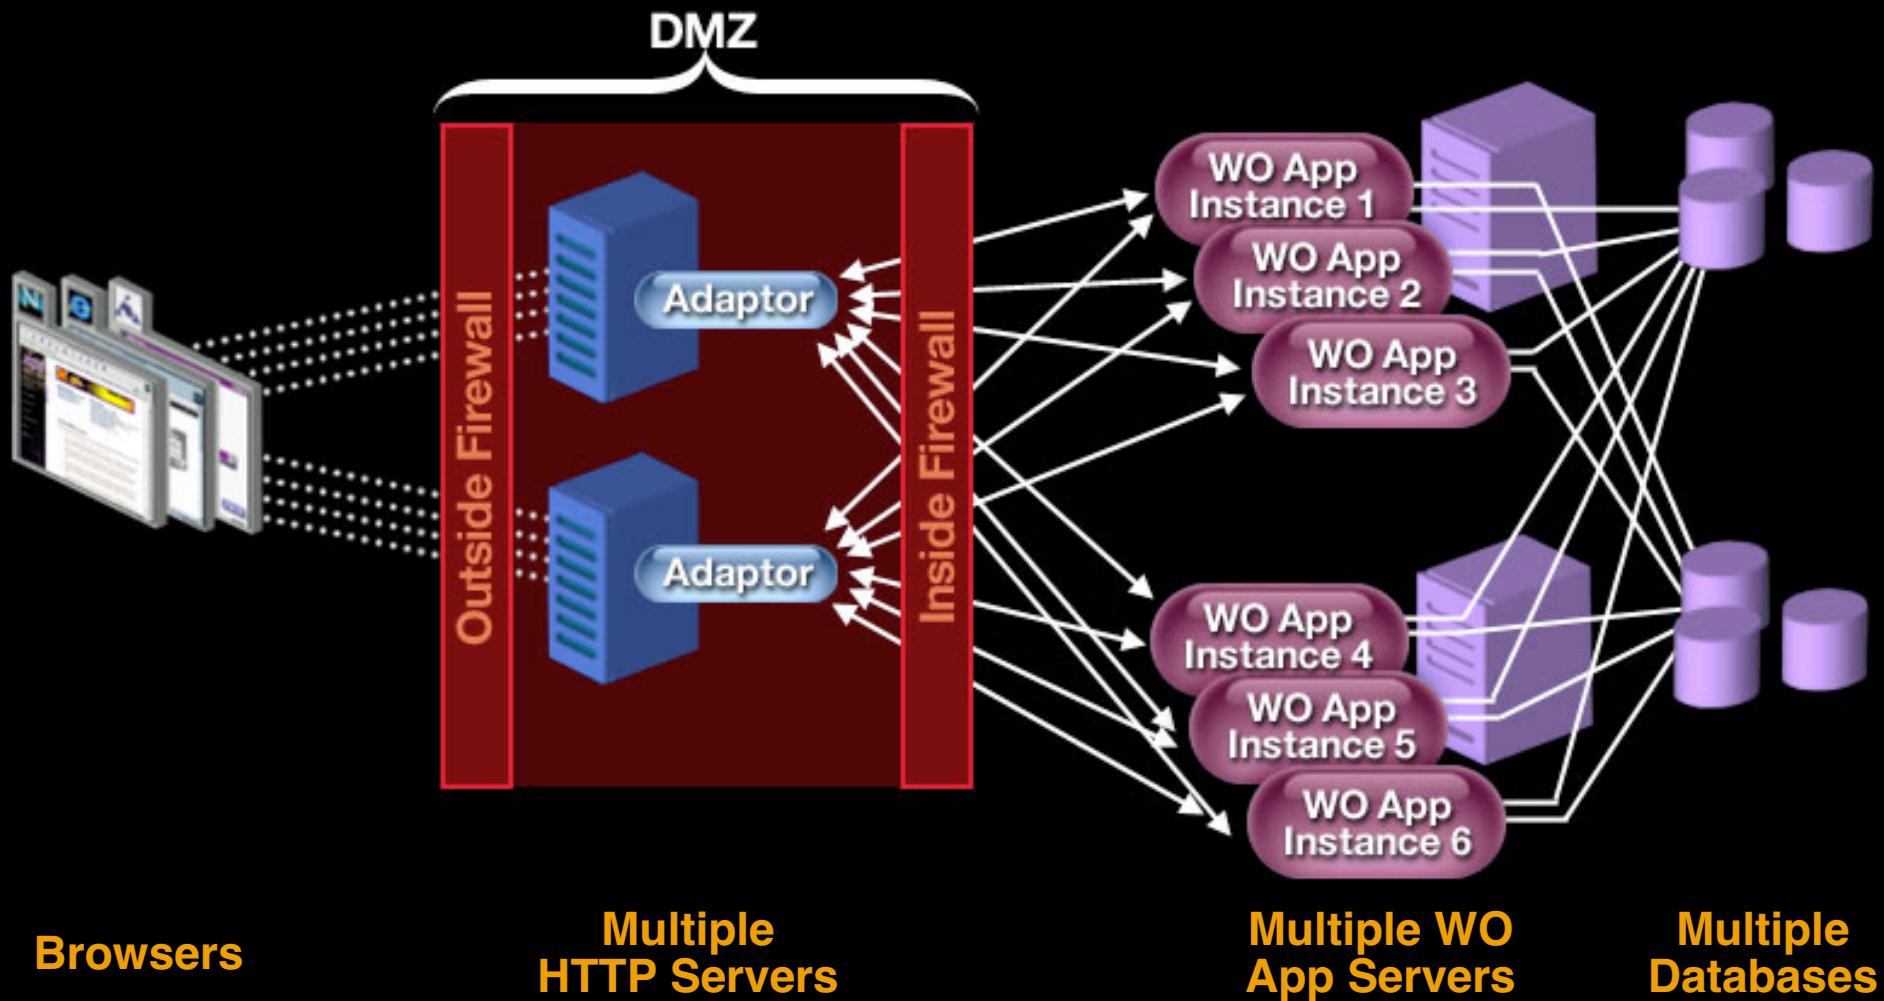 DMZ
Outside Firewall
Inside Firewall
Adaptor
Adaptor
WO App
Instance 1
WO App
Instance 2
WO App
Instance 3
WO App
Instance 4
WO App
Instance 5
WO App
Instance 6
Browsers
Multiple
HTTP Servers
Multiple WO
App Servers
Multiple
Databases